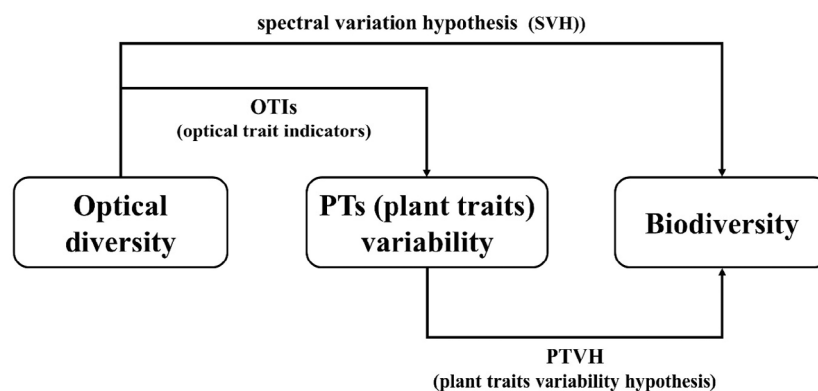 spectral variation hypothesis (SVH))
OTIs
(optical trait indicators)
Optical
diversity
PTs (plant traits)
variability
Biodiversity
PTVH
(plant traits variability hypothesis)